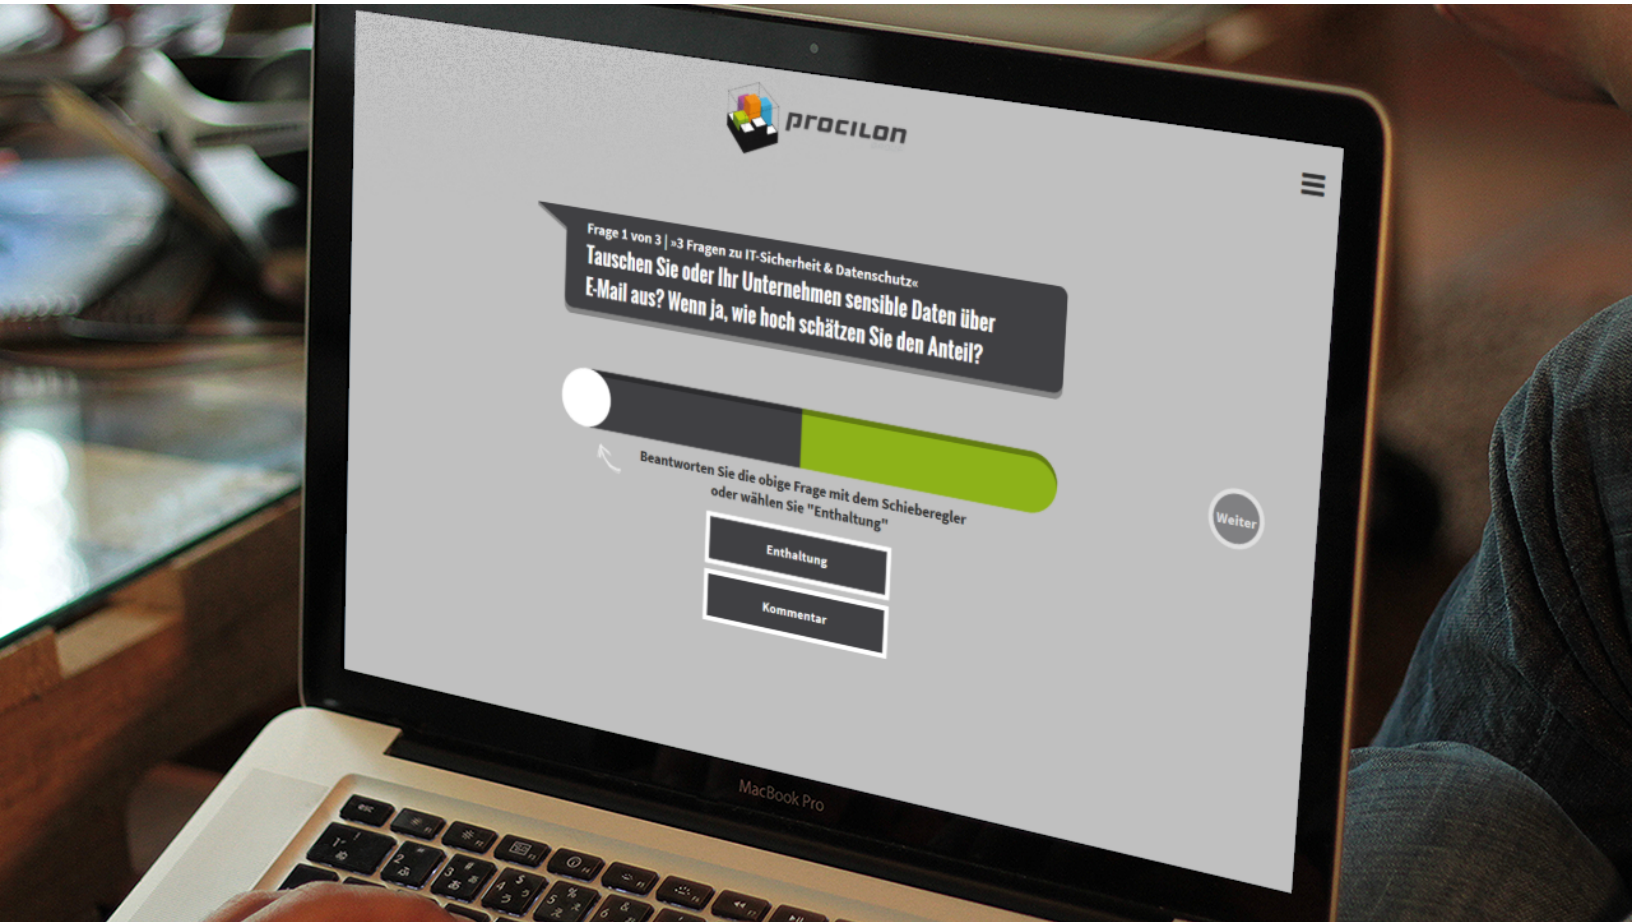 procilon
Frage 1 von 3 | »3 Fragen zu IT-Sicherheit & Datenschutz«
Tauschen Sie oder Ihr Unternehmen sensible Daten über
E-Mail aus? Wenn ja, wie hoch schätzen Sie den Anteil?
Beantworten Sie die obige Frage mit dem Schieberegler
oder wählen Sie "Enthaltung"
Weiter
Enthaltung
Kommentar
MacBook Pro
esc